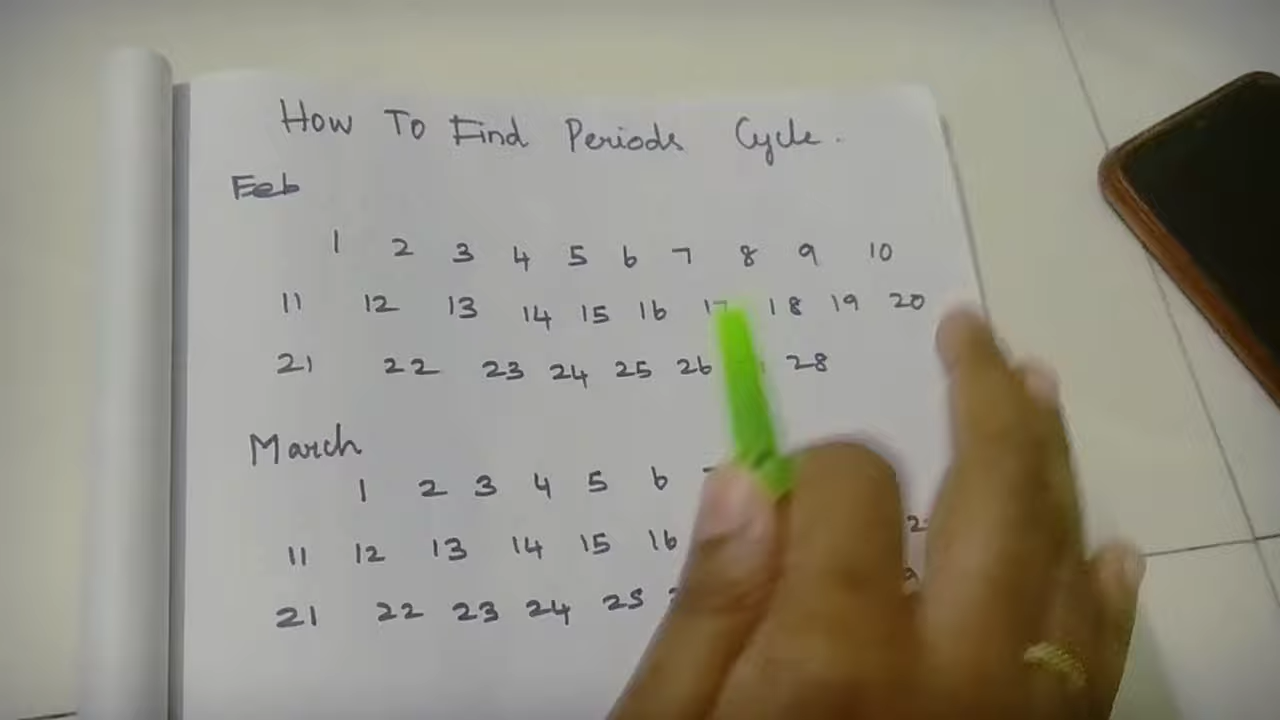 How To Find Periods Cycle.
Feb
1 2 3 4 5 6 7 8 9 10
11 12 13 14 15 16 17 18 19 20
21 22 23 24 25 26 28
March
1 2 3 4 5 6
11 12 13 14 15 16
21 22 23 24 25